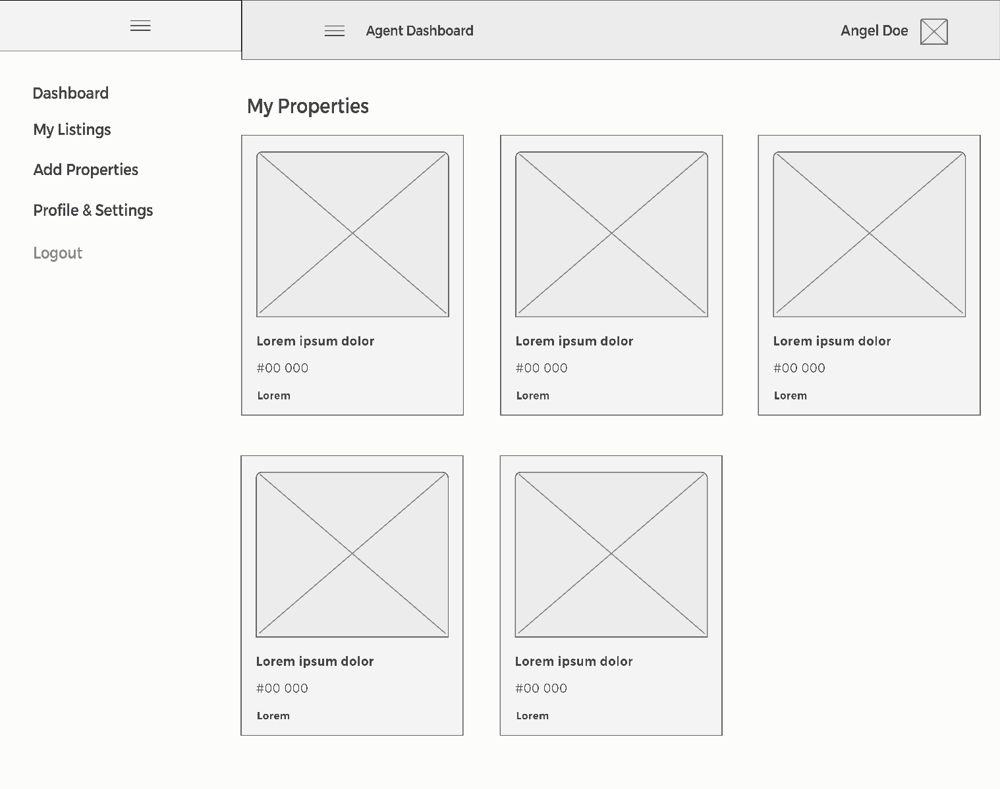 Agent Dashboard
Angel Doe
Dashboard
My Listings
Add Properties
Profile & Settings
Logout
My Properties
Lorem ipsum dolor
#00 000
Lorem
Lorem ipsum dolor
#00 000
Lorem
Lorem ipsum dolor
#00 000
Lorem
Lorem ipsum dolor
#00 000
Lorem
Lorem ipsum dolor
#00 000
Lorem